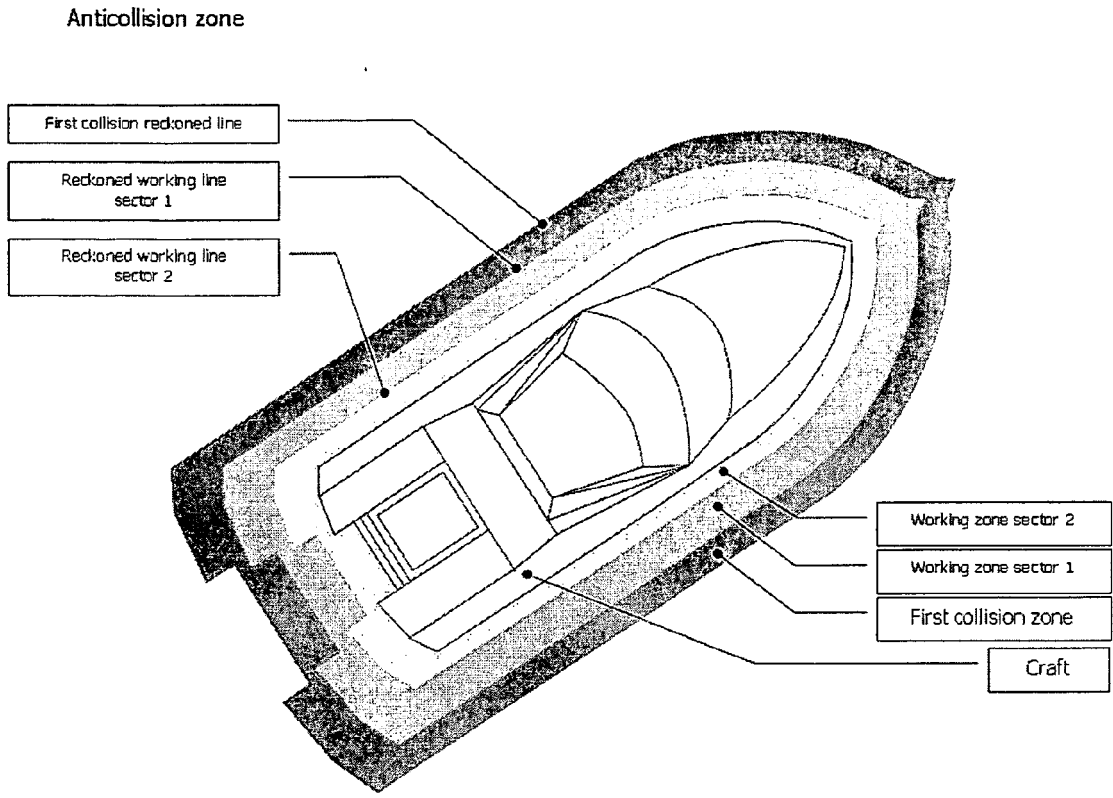 Anticollision zone
First collision reckoned line
Reckoned working line
sector 1
Reckoned working line
sector 2
Working zone sector 2
Working zone sector 1
First collision zone
Craft